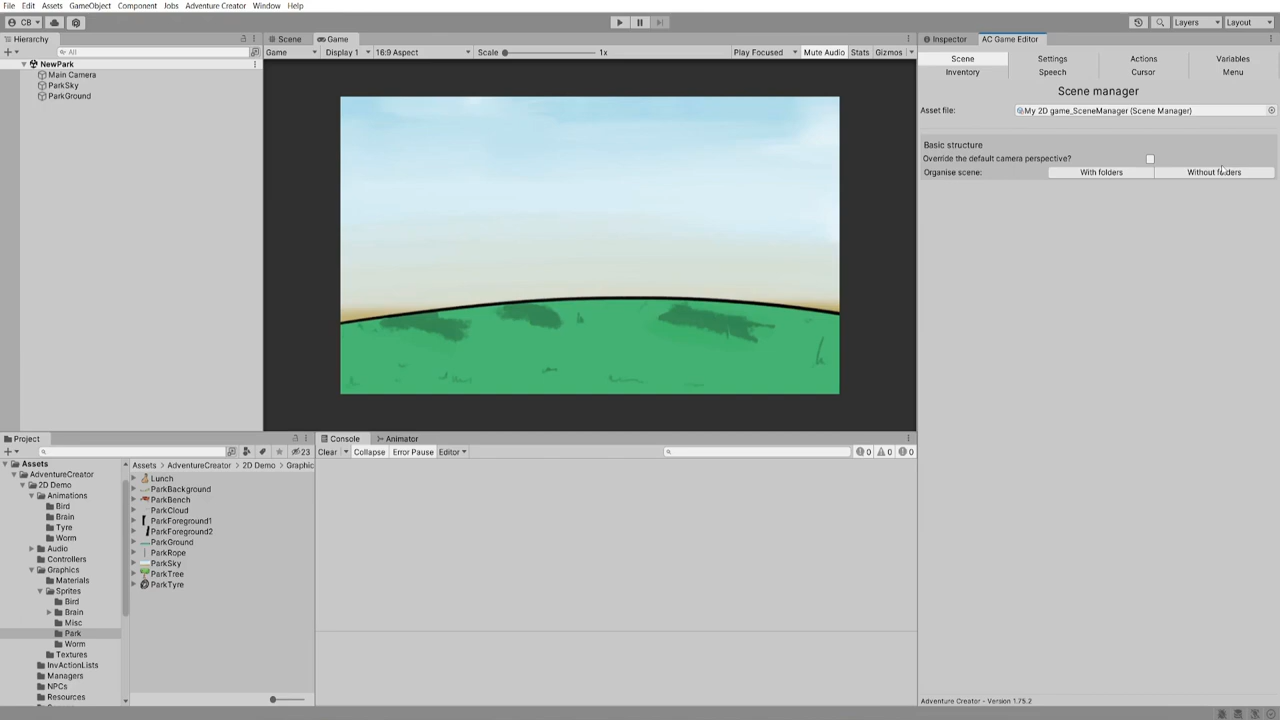 File Edit Assets GameObject Component Jobs Adventure Creator Window Help
CB Layers Layout
Hierarchy
All
NewPark
Main Camera
ParkSky
ParkGround
Scene Game
Game Display 1 16:9 Aspect Scale 1x Play Focused Mute Audio Stats Gizmos
Inspector AC Game Editor
Scene Settings Actions Variables
Inventory Speech Cursor Menu
Scene manager
Asset file: My 2D game_SceneManager (Scene Manager)
Basic structure
Override the default camera perspective?
Organise scene: With folders Without folders
Adventure Creator - Version 1.75.2
Project
23
Assets
AdventureCreator
2D Demo
Animations
Bird
Brain
Tyre
Worm
Audio
Controllers
Graphics
Materials
Sprites
Bird
Brain
Misc
Park
Worm
Textures
InvActionLists
Managers
NPCs
Resources
Assets > AdventureCreator > 2D Demo > Graphic
Lunch
ParkBackground
ParkBench
ParkCloud
ParkForeground1
ParkForeground2
ParkGround
ParkRope
ParkSky
ParkTree
ParkTyre
Console Animator
Clear Collapse Error Pause Editor 0 0 0